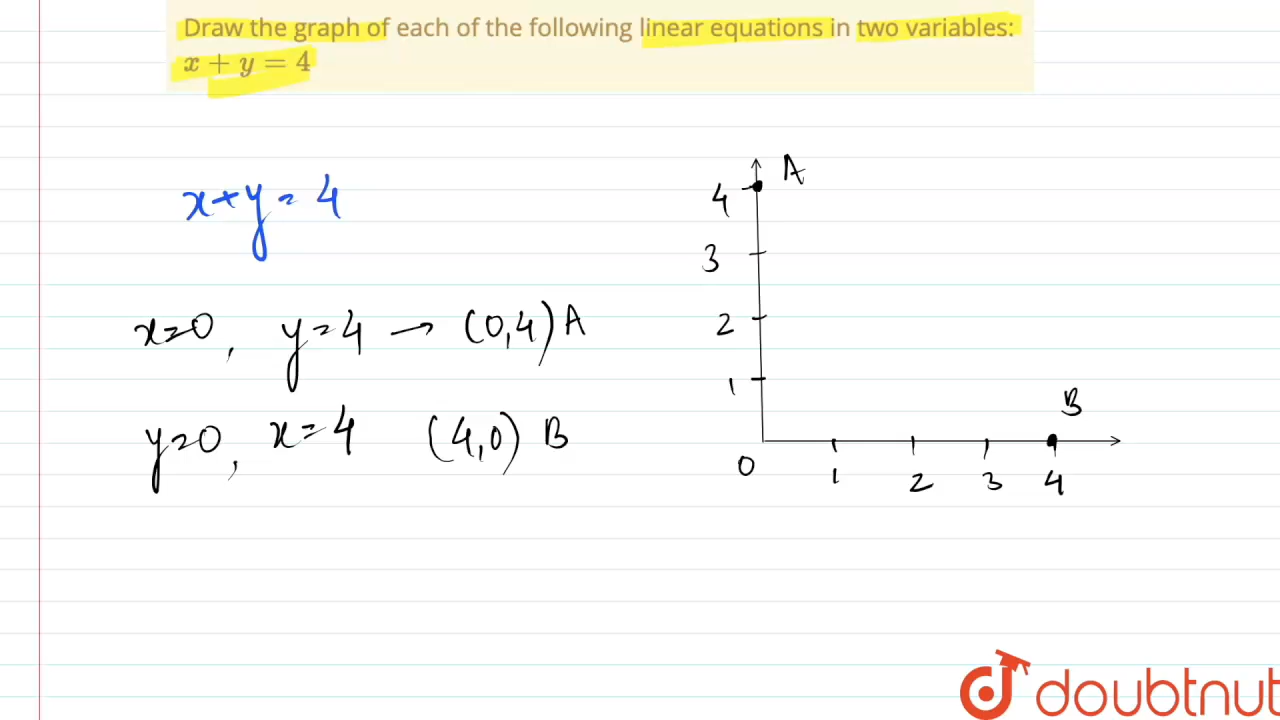 Draw the graph of each of the following linear equations in two variables:
x + y = 4
x+y=4
x=0, y=4 → (0,4) A
y=0, x=4 (4,0) B
A
4
3
2
1
B
0 1 2 3 4
doubtnut